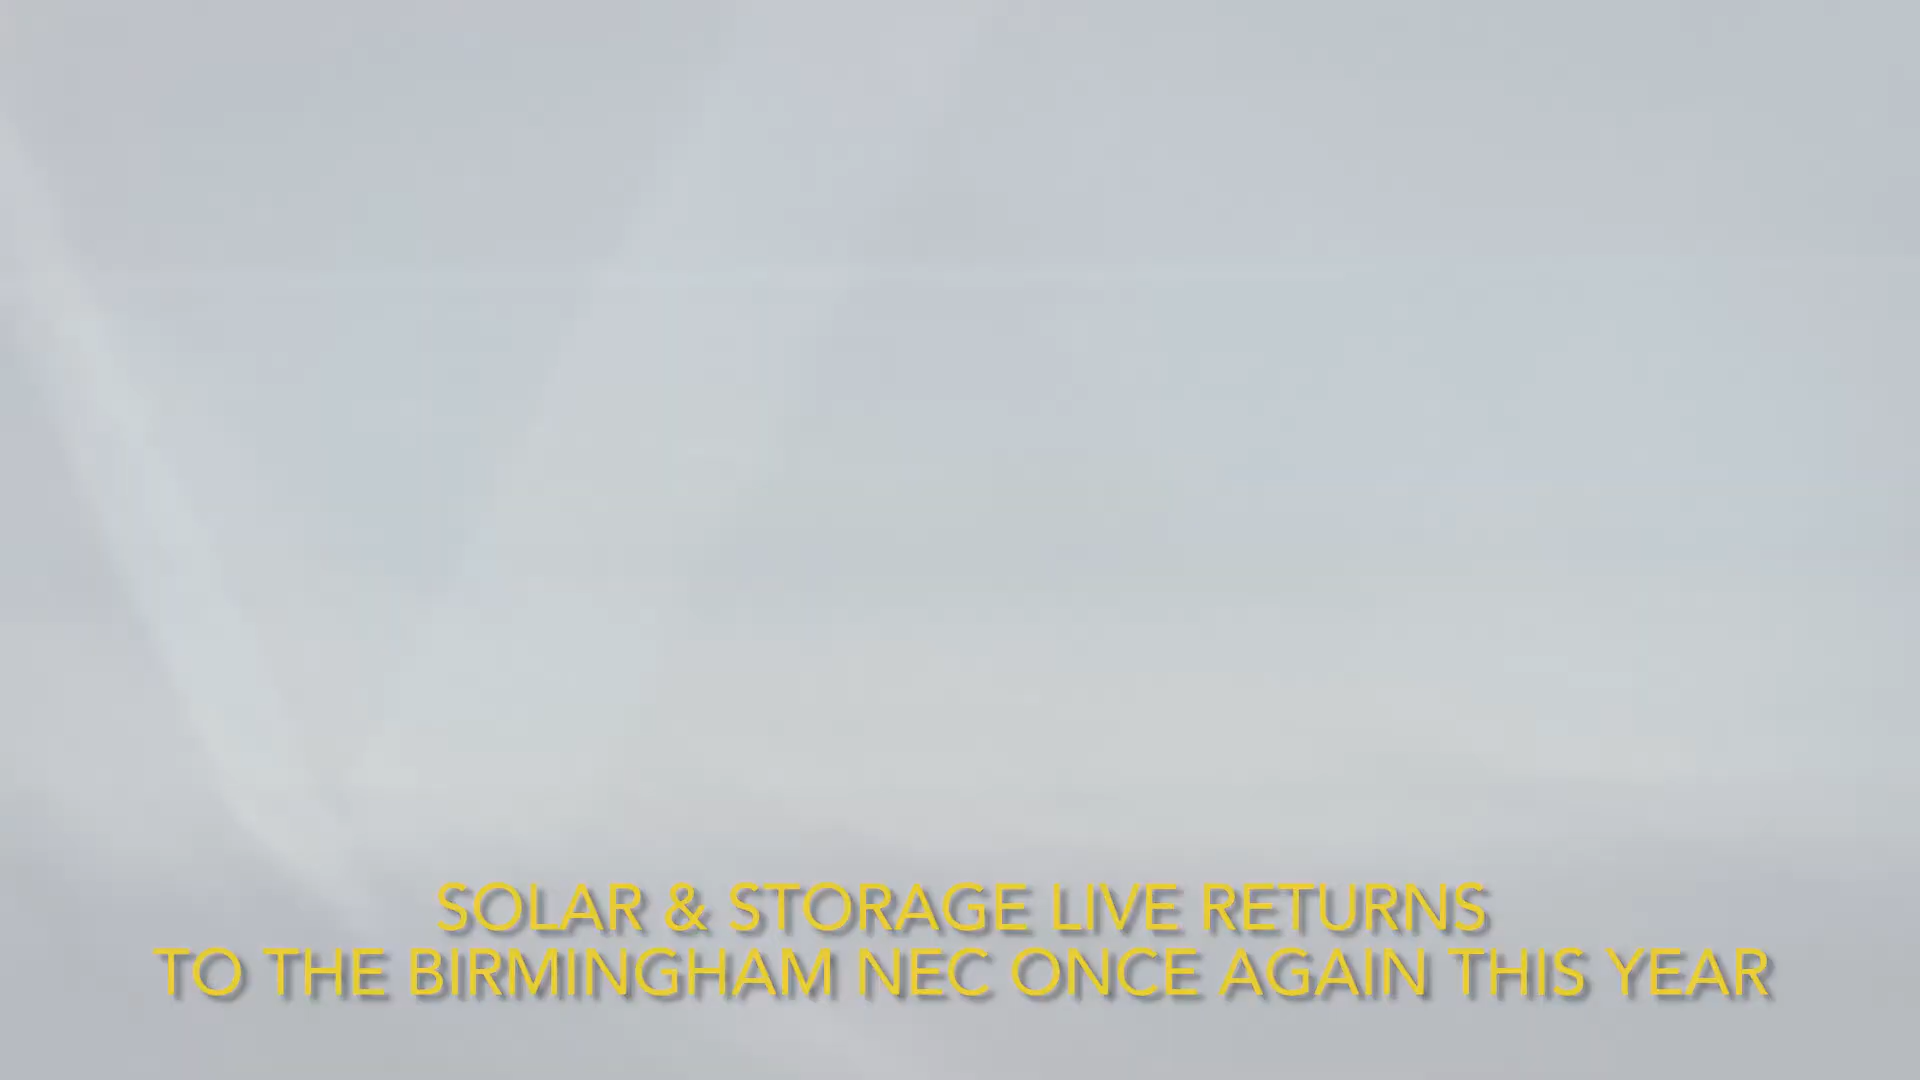 SOLAR & STORAGE LIVE RETURNS
TO THE BIRMINGHAM NEC ONCE AGAIN THIS YEAR